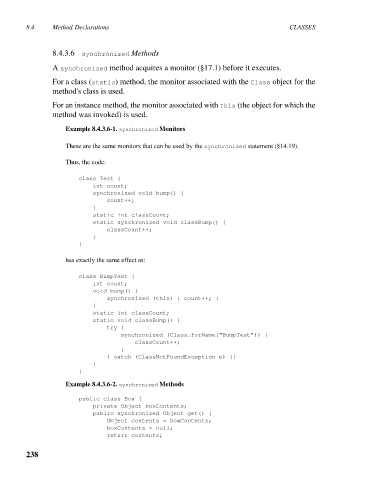 8.4 Method Declarations CLASSES
8.4.3.6 synchronized Methods
A synchronized method acquires a monitor (§17.1) before it executes.
For a class (static) method, the monitor associated with the Class object for the
method's class is used.
For an instance method, the monitor associated with this (the object for which the
method was invoked) is used.
Example 8.4.3.6-1. synchronized Monitors
These are the same monitors that can be used by the synchronized statement (§14.19).
Thus, the code:
class Test {
int count;
synchronized void bump() {
count++;
}
static int classCount;
static synchronized void classBump() {
classCount++;
}
}
has exactly the same effect as:
class BumpTest {
int count;
void bump() {
synchronized (this) { count++; }
}
static int classCount;
static void classBump() {
try {
synchronized (Class.forName("BumpTest")) {
classCount++;
}
} catch (ClassNotFoundException e) {}
}
}
Example 8.4.3.6-2. synchronized Methods
public class Box {
private Object boxContents;
public synchronized Object get() {
Object contents = boxContents;
boxContents = null;
return contents;
238